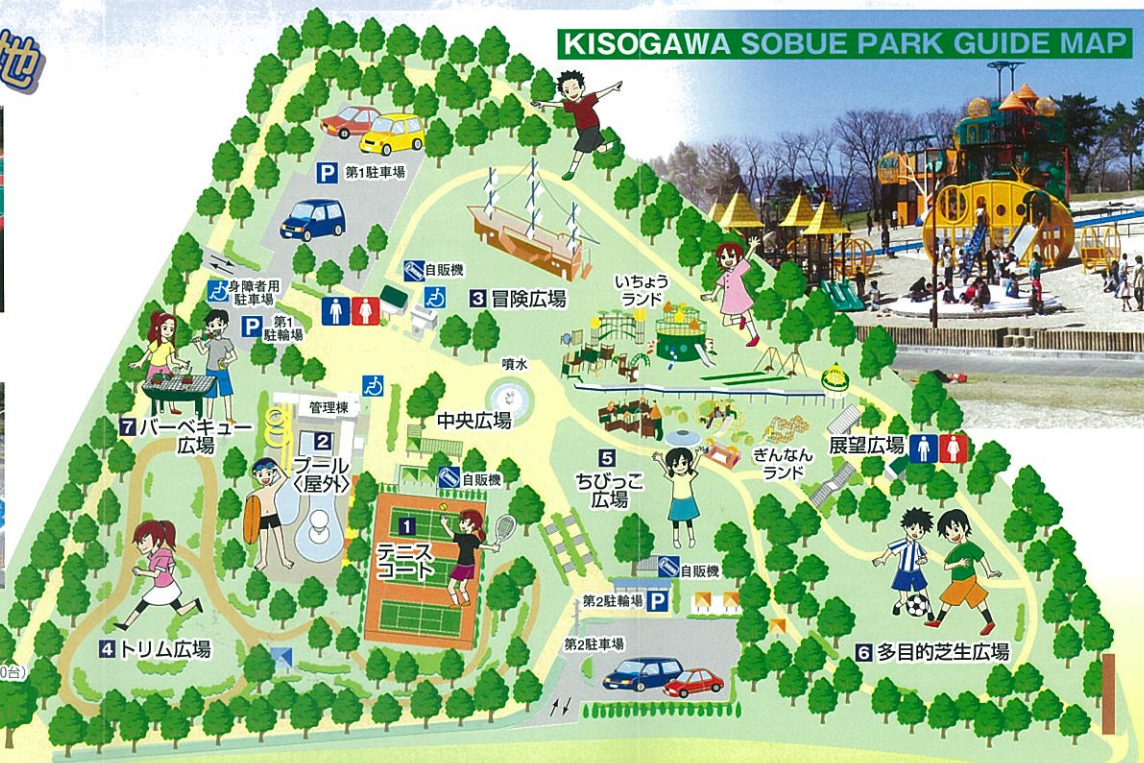 地
KISOGAWA SOBUE PARK GUIDE MAP
P 第1駐車場
自販機
身障者用
駐車場
P 第1
駐輪場
3 冒険広場
いちょう
ランド
噴水
中央広場
管理棟
7 バーベキュー
広場
2
プール
〈屋外〉
自販機
1
テニス
コート
5
ちびっこ
広場
ぎんなん
ランド
展望広場
自販機
第2駐輪場 P
第2駐車場
4 トリム広場
6 多目的芝生広場
0台）